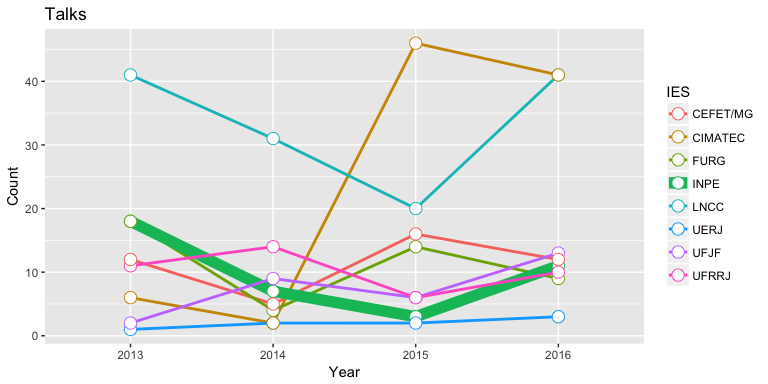 Talks
Count
40
30
20
10
0
2013
2014
2015
2016
Year
IES
CEFET/MG
CIMATEC
FURG
INPE
LNCC
UERJ
UFJF
UFRRJ